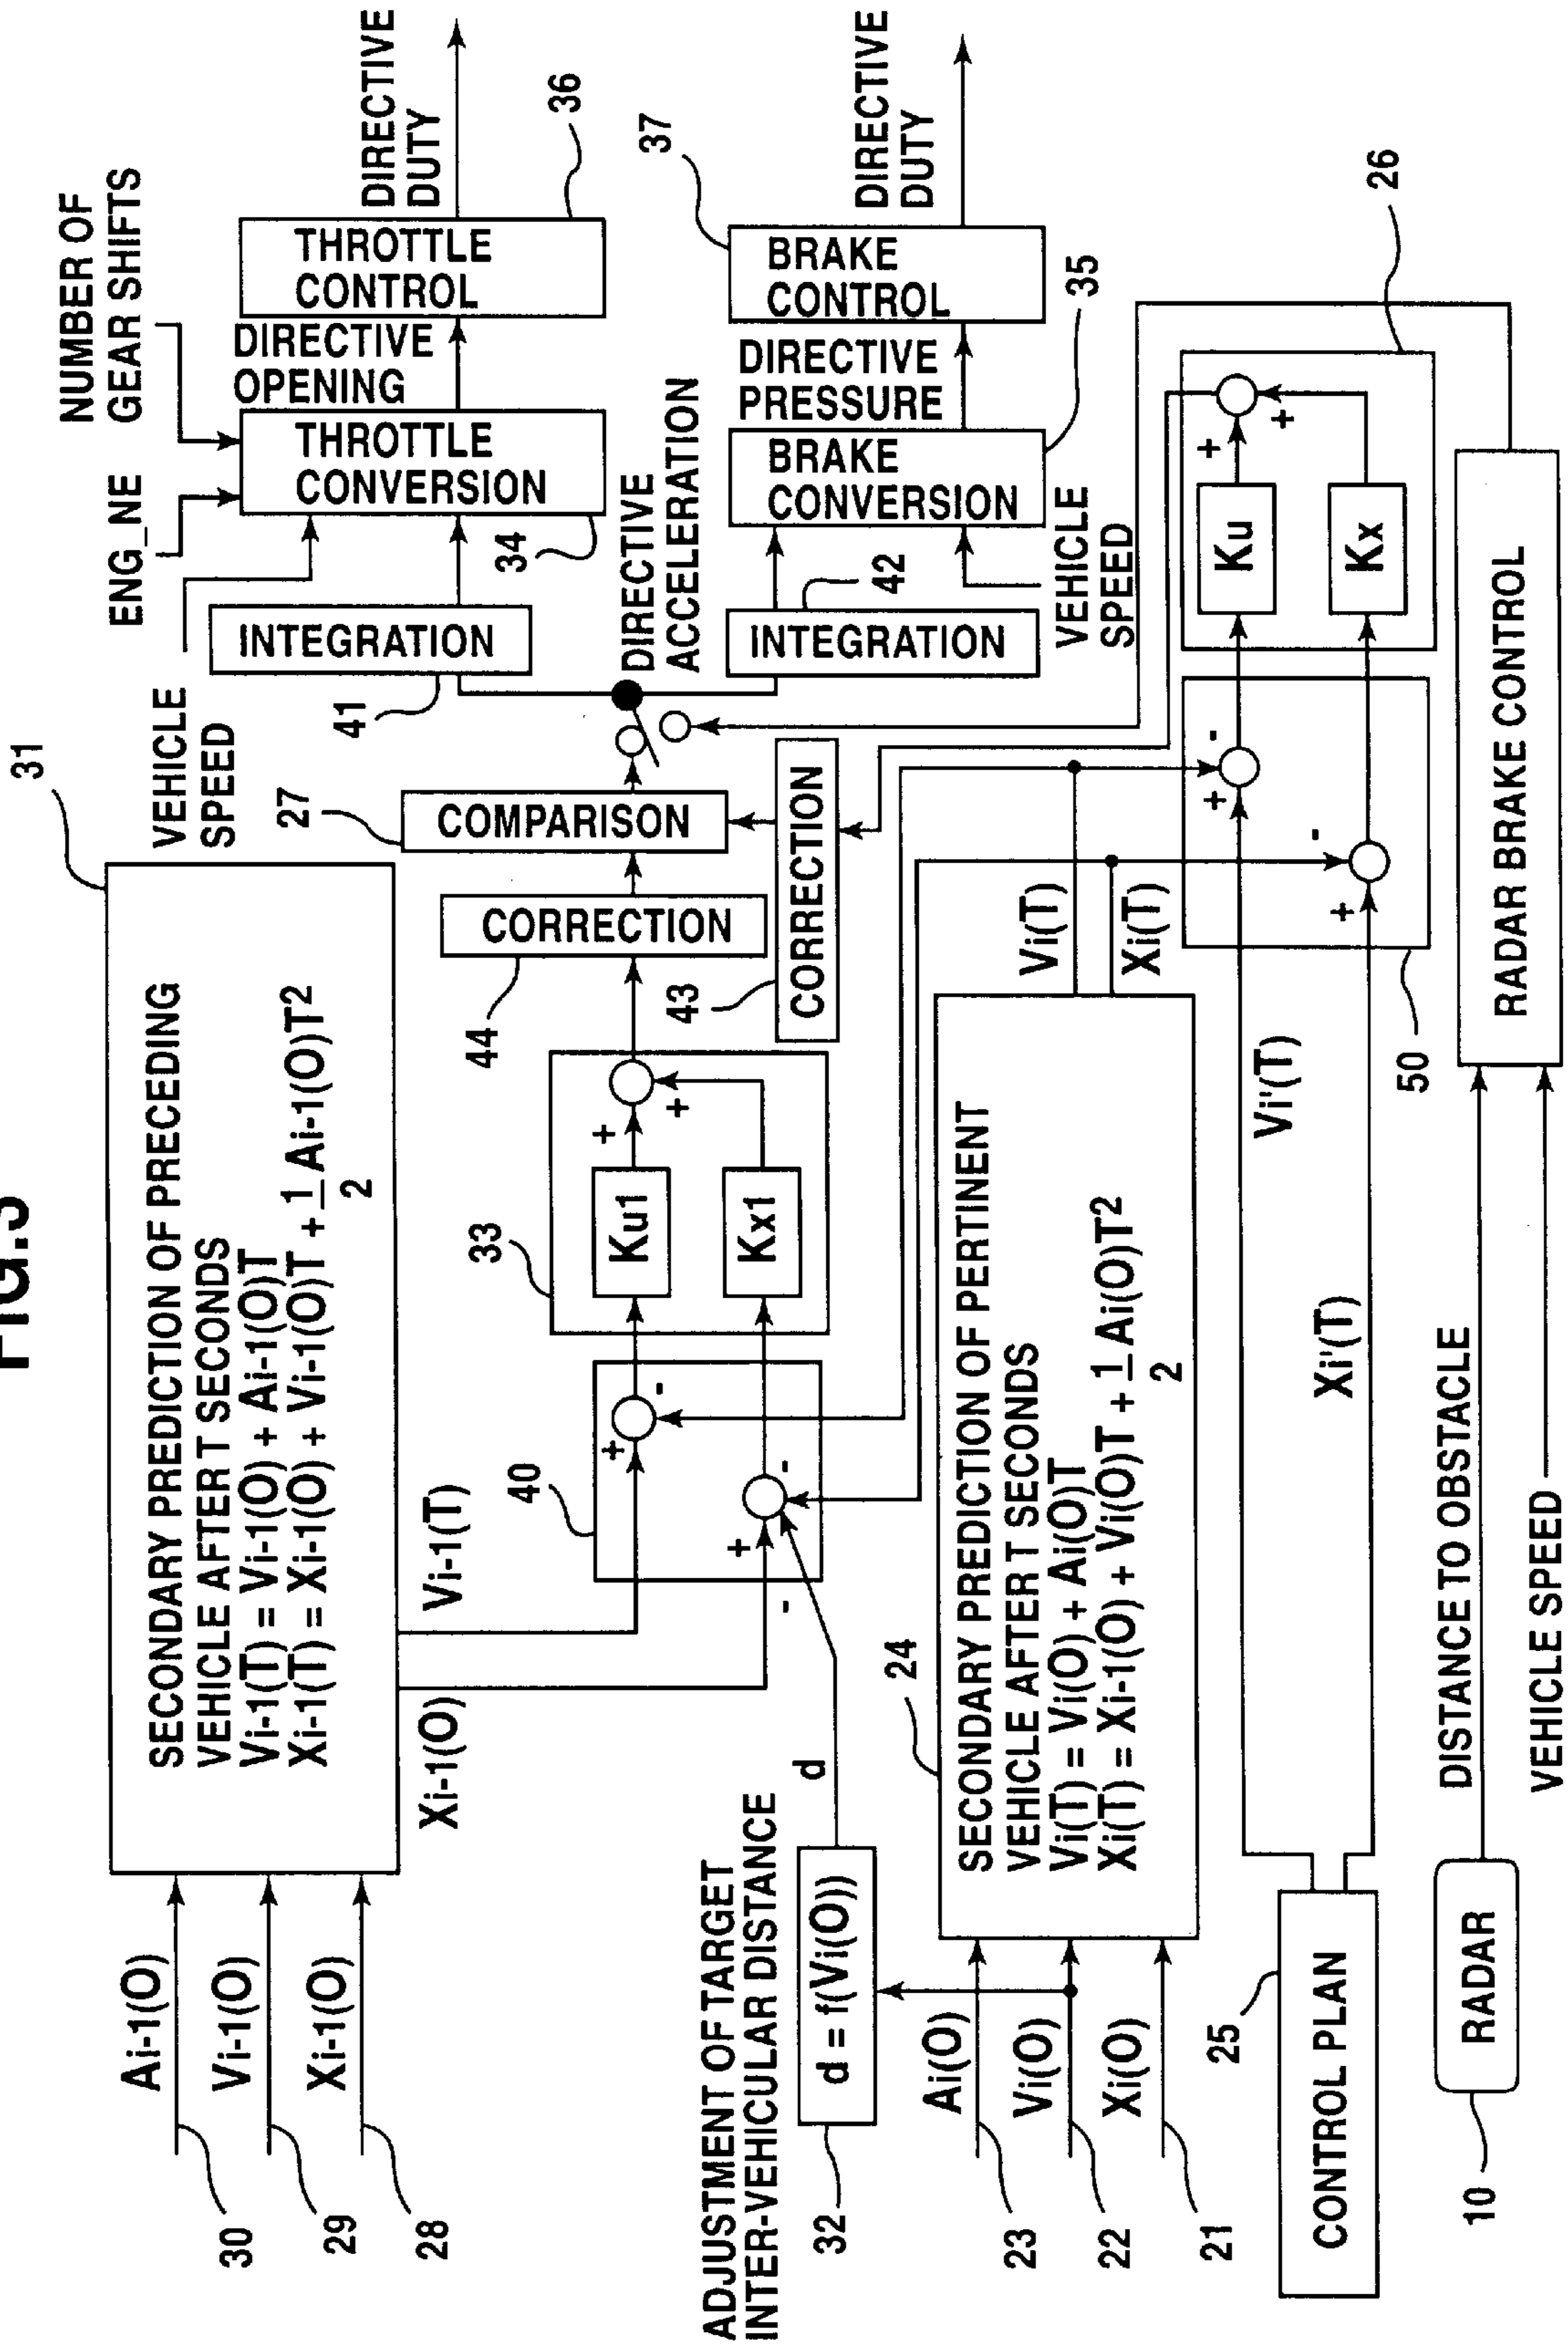 FIG.3
31
SECONDARY PREDICTION OF PRECEDING
VEHICLE AFTER T SECONDS
Vi-1(T) = Vi-1(O) + Ai-1(O)T
Xi-1(T) = Xi-1(O) + Vi-1(O)T + 1 Ai-1(O)T2
2
Ai-1(O)
Vi-1(O)
Xi-1(O)
30
29
28
Xi-1(O)
Vi-1(T)
VEHICLE
SPEED
ENG_NE
NUMBER OF
GEAR SHIFTS
41
INTEGRATION
34
THROTTLE
CONVERSION
DIRECTIVE
OPENING
THROTTLE
CONTROL
36
DIRECTIVE
DUTY
40
+
-
+
-
-
33
Ku1
Kx1
+
+
44
CORRECTION
27
COMPARISON
43
CORRECTION
DIRECTIVE
ACCELERATION
INTEGRATION
42
VEHICLE
SPEED
BRAKE
CONVERSION
35
DIRECTIVE
PRESSURE
BRAKE
CONTROL
37
DIRECTIVE
DUTY
ADJUSTMENT OF TARGET
INTER-VEHICULAR DISTANCE
d = f(Vi(O))
32
d
24
SECONDARY PREDICTION OF PERTINENT
VEHICLE AFTER SECONDS
Vi(T) = Vi(O) + Ai(O)T
Xi(T) = Xi-1(O) + Vi(O)T + 1 Ai(O)T2
2
Ai(O)
Vi(O)
Xi(O)
23
22
21
Vi(T)
Xi(T)
25
CONTROL PLAN
Vi'(T)
Xi'(T)
50
+
-
+
-
Ku
Kx
+
+
26
10
RADAR
DISTANCE TO OBSTACLE
VEHICLE SPEED
RADAR BRAKE CONTROL